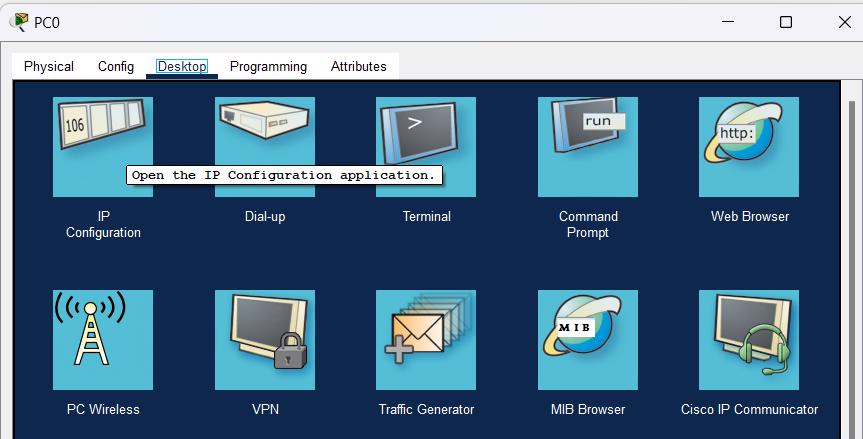 PC0
Physical Config Desktop Programming Attributes
106
>
run
http:
Open the IP Configuration application.
IP
Configuration
Dial-up
Terminal
Command
Prompt
Web Browser
MIB
PC Wireless
VPN
Traffic Generator
MIB Browser
Cisco IP Communicator